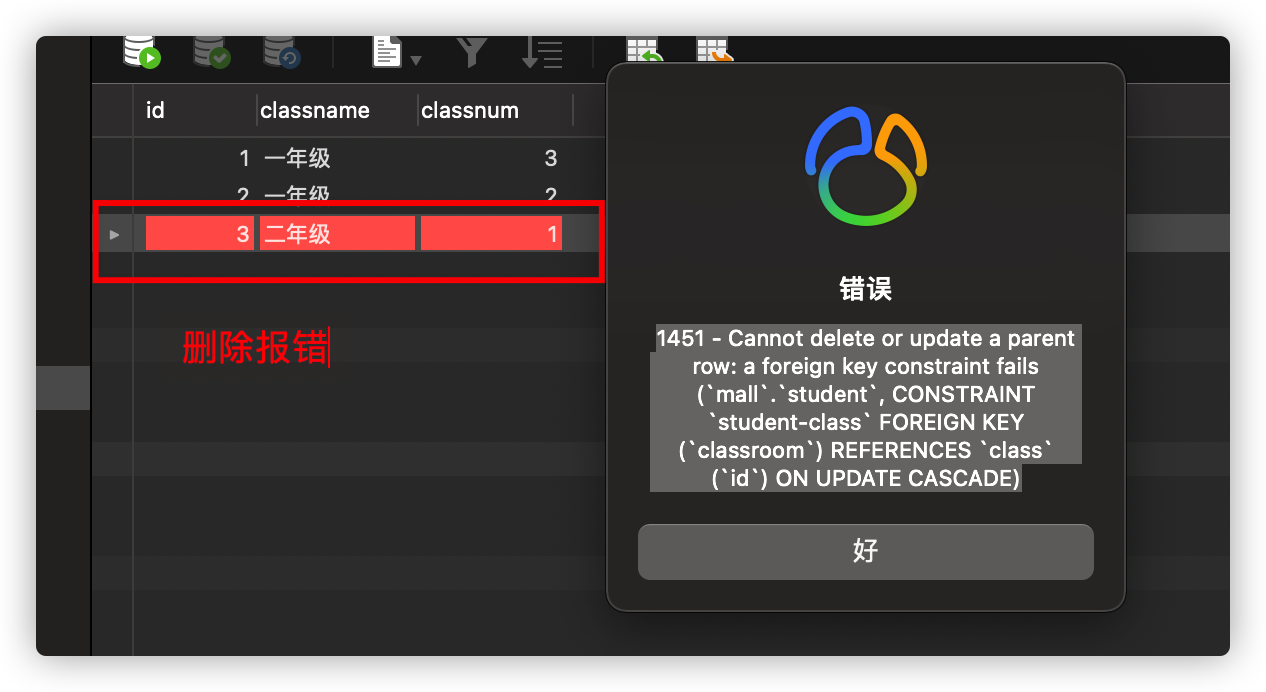 id classname classnum
1 一年级 3
2 一年级 2
3 二年级 1
删除报错
错误
1451 - Cannot delete or update a parent
row: a foreign key constraint fails
(`mall`.`student`, CONSTRAINT
`student-class` FOREIGN KEY
(`classroom`) REFERENCES `class`
(`id`) ON UPDATE CASCADE)
好